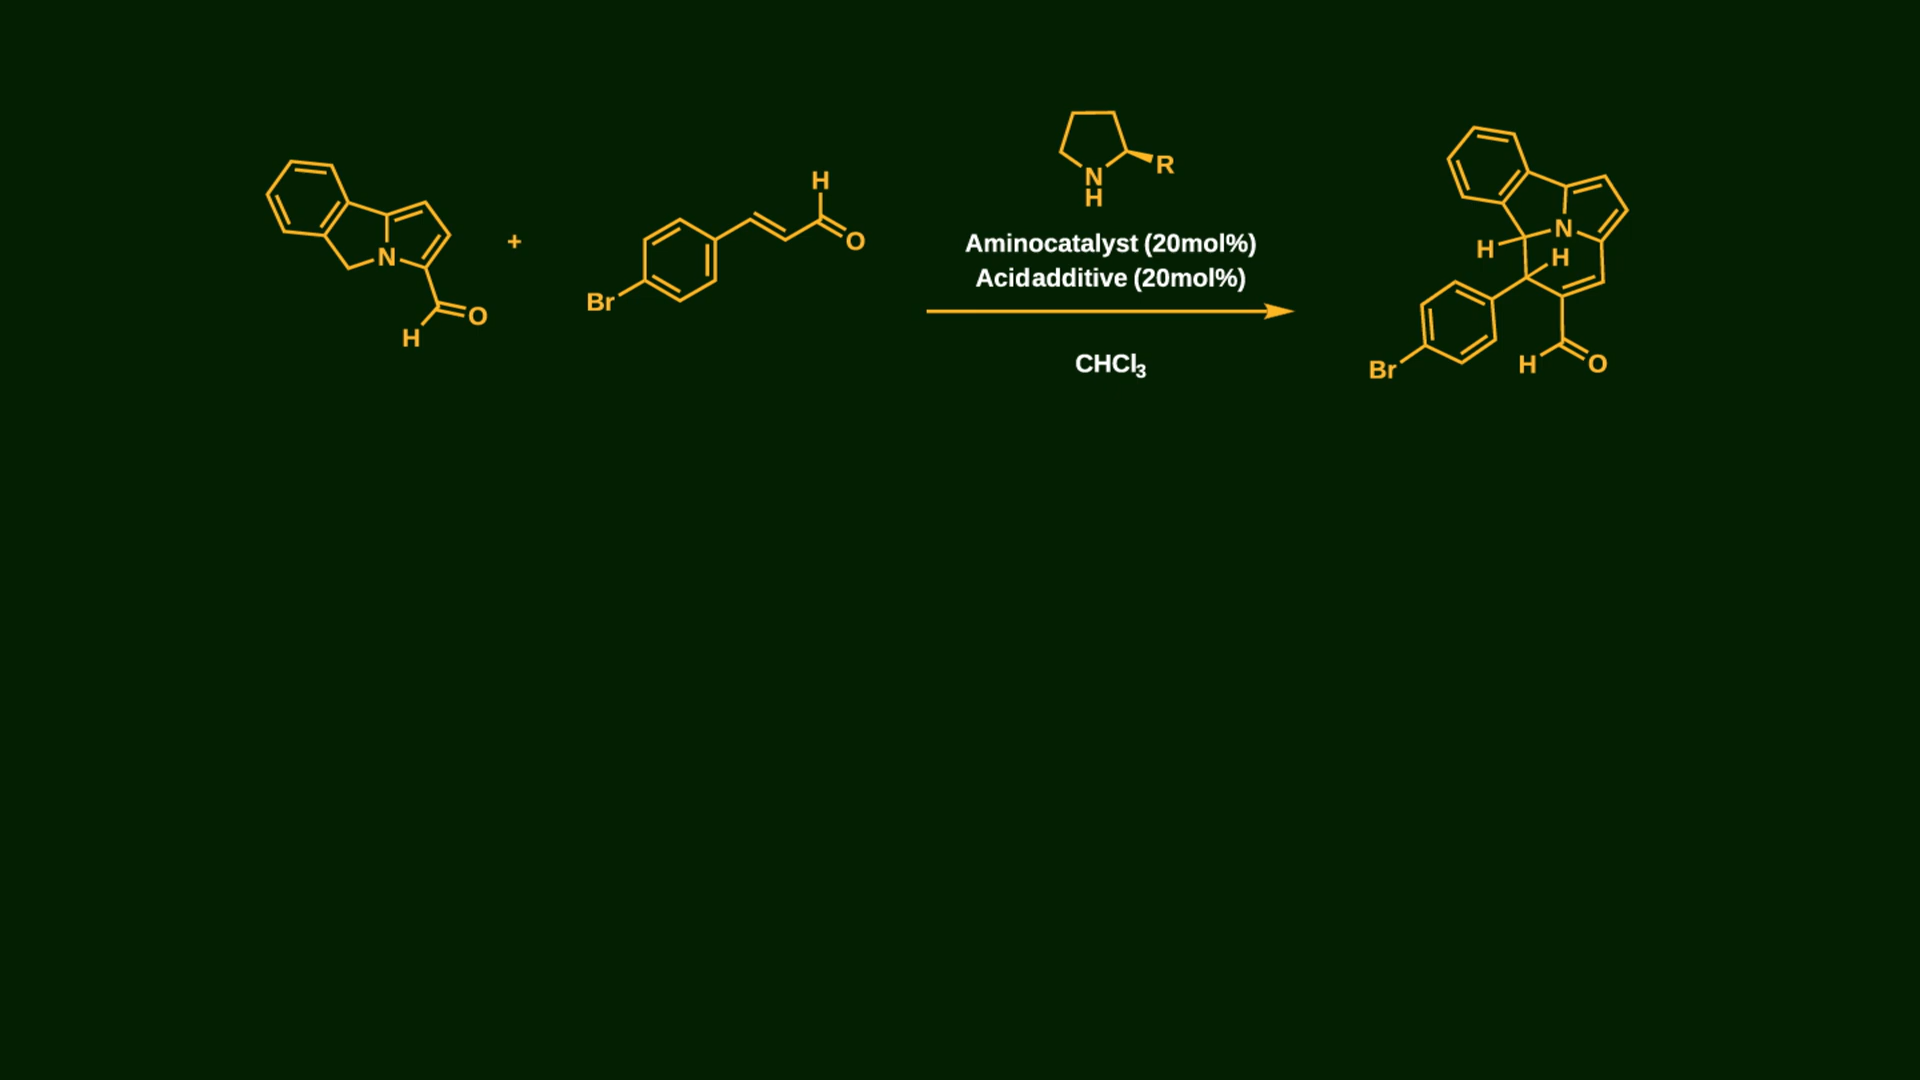 N
H
O
+
Br
H
O
N
H
R
Aminocatalyst (20mol%)
Acidadditive (20mol%)
CHCl₃
N
H
H
Br
H
O